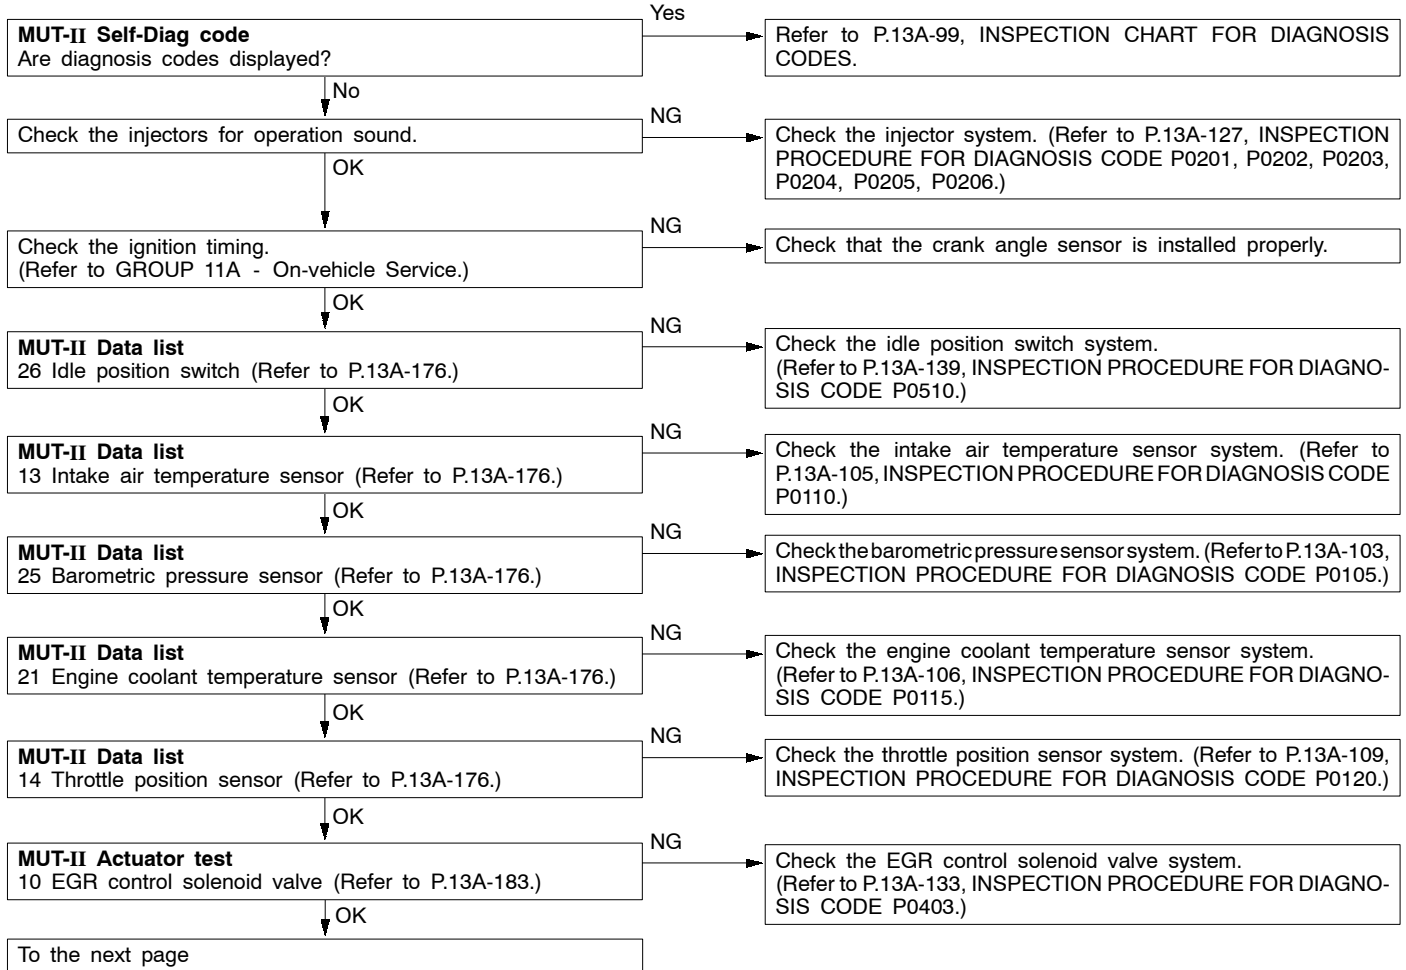 MUT-II Self-Diag code
Are diagnosis codes displayed?
Yes
Refer to P.13A-99, INSPECTION CHART FOR DIAGNOSIS
CODES.
No
Check the injectors for operation sound.
NG
Check the injector system. (Refer to P.13A-127, INSPECTION
PROCEDURE FOR DIAGNOSIS CODE P0201, P0202, P0203,
P0204, P0205, P0206.)
OK
Check the ignition timing.
(Refer to GROUP 11A - On-vehicle Service.)
NG
Check that the crank angle sensor is installed properly.
OK
MUT-II Data list
26 Idle position switch (Refer to P.13A-176.)
NG
Check the idle position switch system.
(Refer to P.13A-139, INSPECTION PROCEDURE FOR DIAGNO-
SIS CODE P0510.)
OK
MUT-II Data list
13 Intake air temperature sensor (Refer to P.13A-176.)
NG
Check the intake air temperature sensor system. (Refer to
P.13A-105, INSPECTION PROCEDURE FOR DIAGNOSIS CODE
P0110.)
OK
MUT-II Data list
25 Barometric pressure sensor (Refer to P.13A-176.)
NG
Check the barometric pressure sensor system. (Refer to P.13A-103,
INSPECTION PROCEDURE FOR DIAGNOSIS CODE P0105.)
OK
MUT-II Data list
21 Engine coolant temperature sensor (Refer to P.13A-176.)
NG
Check the engine coolant temperature sensor system.
(Refer to P.13A-106, INSPECTION PROCEDURE FOR DIAGNO-
SIS CODE P0115.)
OK
MUT-II Data list
14 Throttle position sensor (Refer to P.13A-176.)
NG
Check the throttle position sensor system. (Refer to P.13A-109,
INSPECTION PROCEDURE FOR DIAGNOSIS CODE P0120.)
OK
MUT-II Actuator test
10 EGR control solenoid valve (Refer to P.13A-183.)
NG
Check the EGR control solenoid valve system.
(Refer to P.13A-133, INSPECTION PROCEDURE FOR DIAGNO-
SIS CODE P0403.)
OK
To the next page